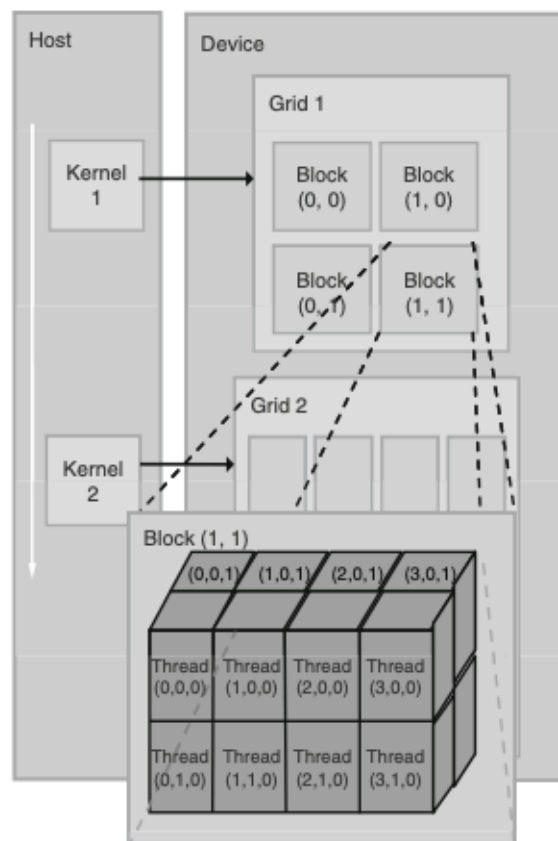 Host
Device
Grid 1
Kernel
1
Block
(0, 0)
Block
(1, 0)
Block
(0, 1)
Block
(1, 1)
Grid 2
Kernel
2
Block (1, 1)
(0,0,1) (1,0,1) (2,0,1) (3,0,1)
Thread Thread Thread Thread
(0,0,0) (1,0,0) (2,0,0) (3,0,0)
Thread Thread Thread Thread
(0,1,0) (1,1,0) (2,1,0) (3,1,0)